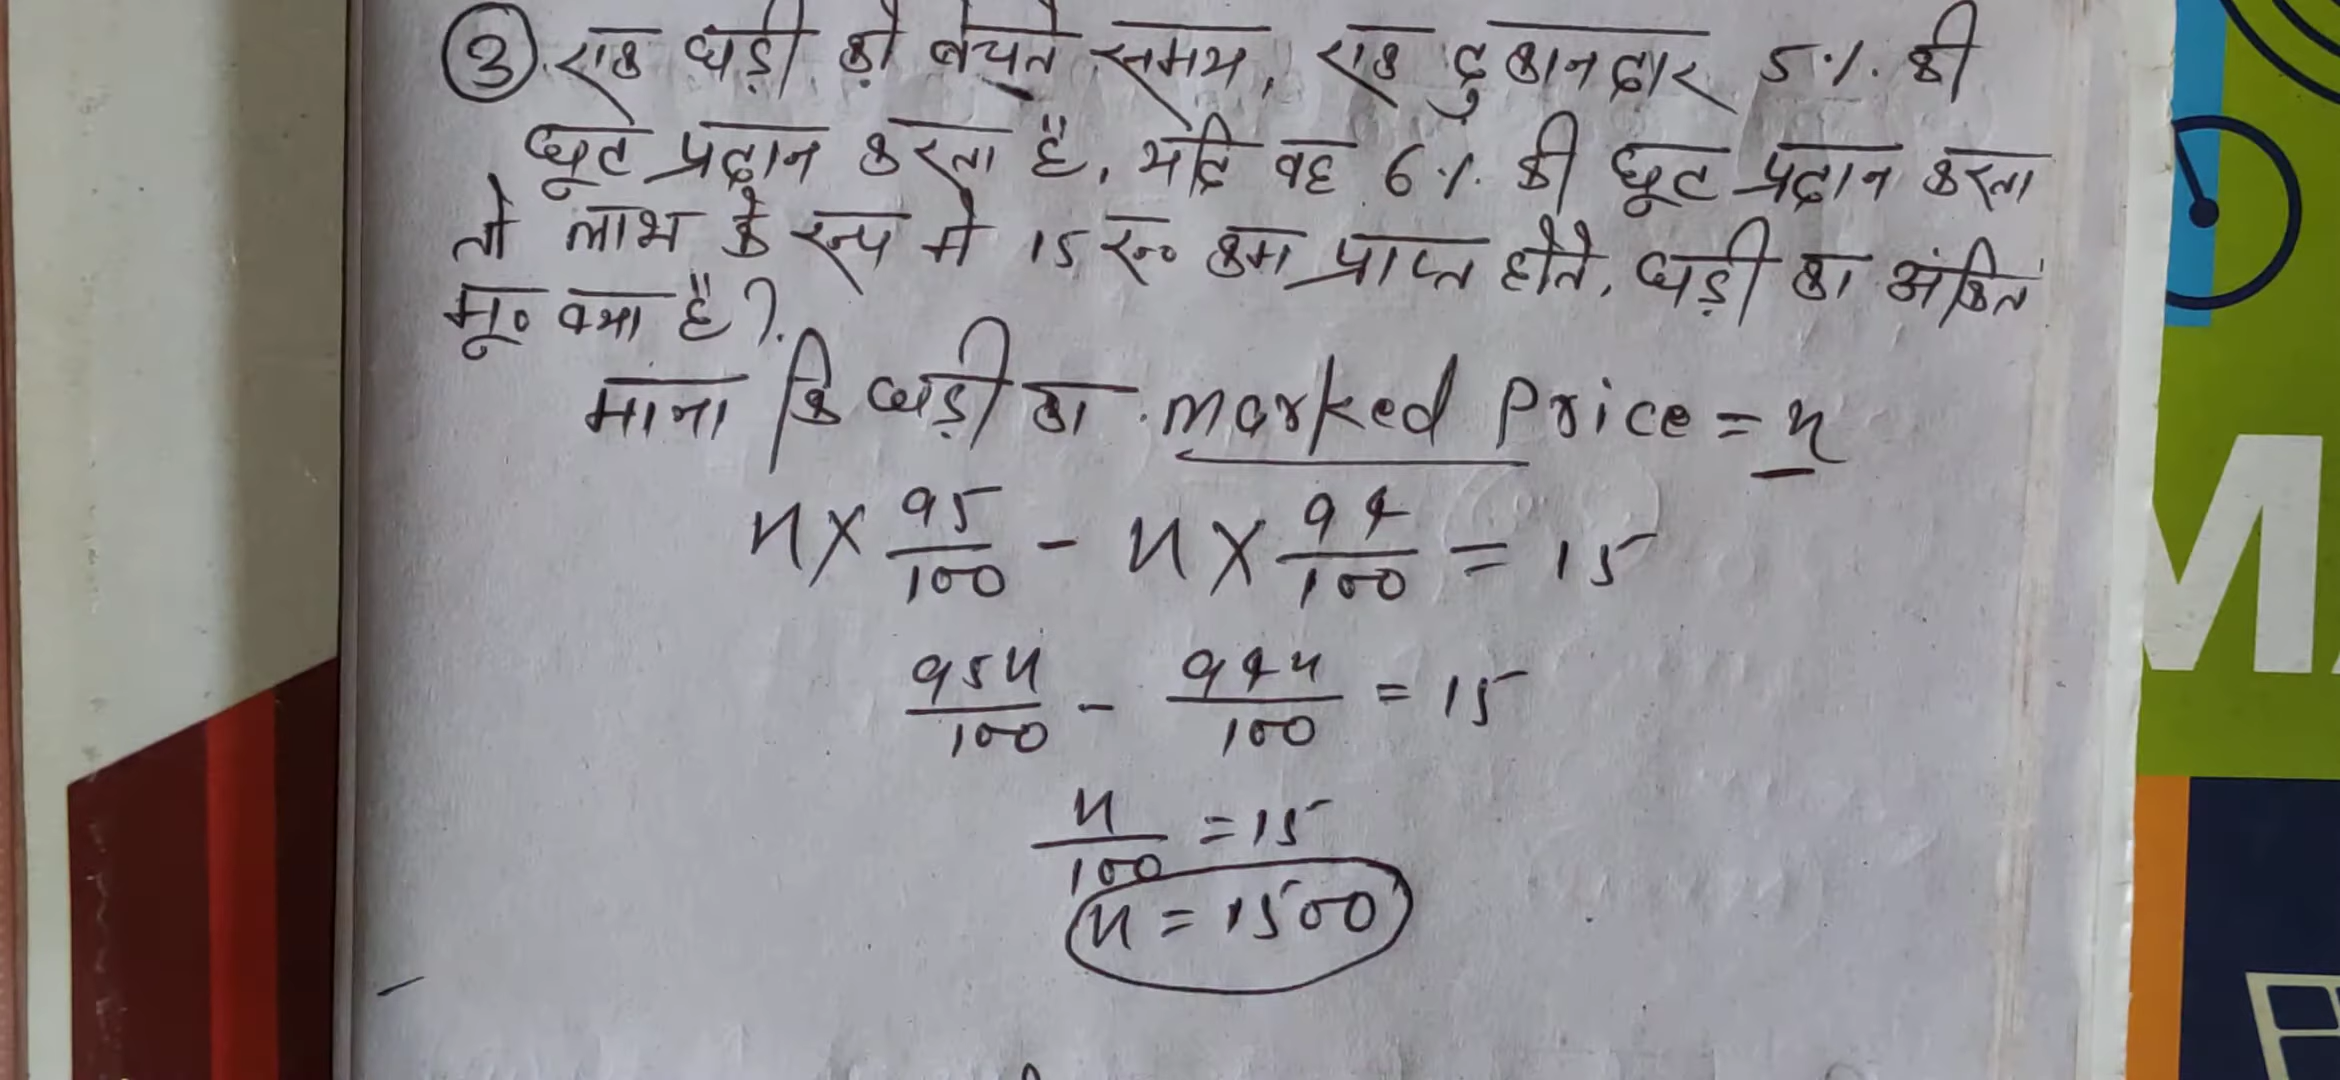 ③. एक घड़ी को बेचते समय, एक दुकानदार 5%. की
छूट प्रदान करता है, यदि वह 6%. की छूट प्रदान करता
तो लाभ के रूप में 15 रू० कम प्राप्त होते, घड़ी का अंकित
मू० क्या है?.
माना कि घड़ी का marked Price = x
x × 95/100 - x × 94/100 = 15
95x/100 - 94x/100 = 15
x/100 = 15
x = 1500
M